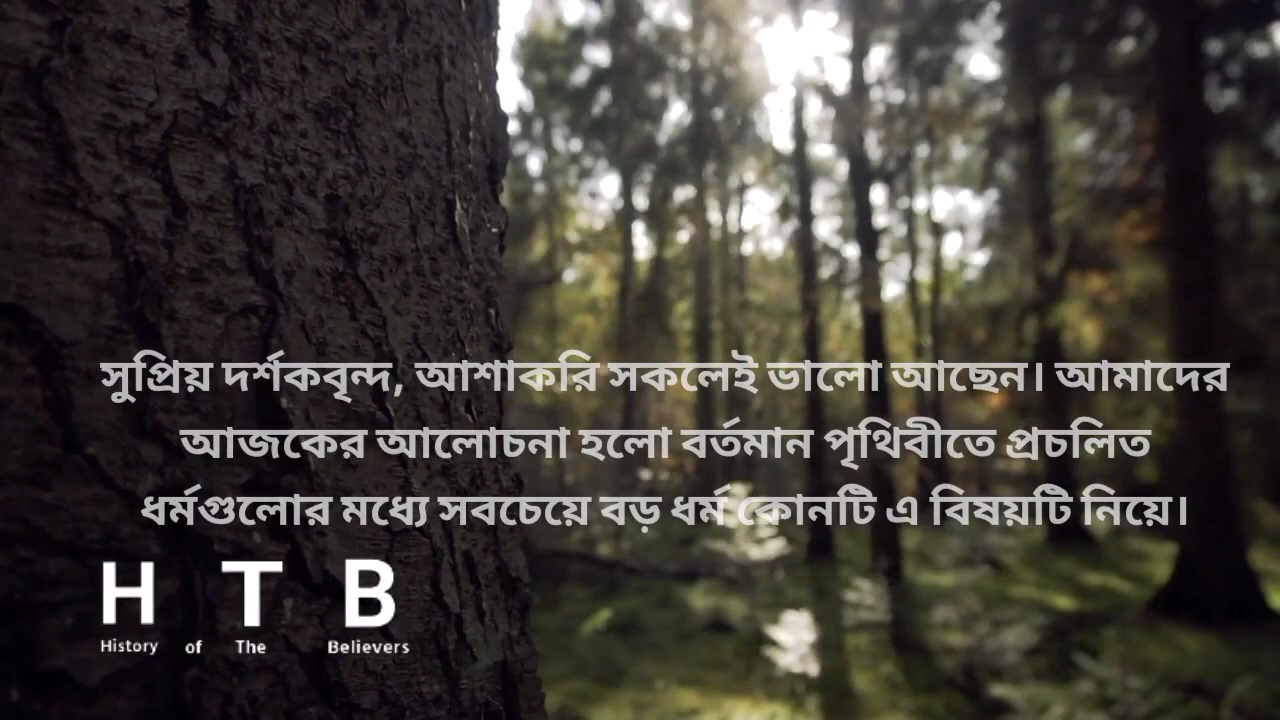 সুপ্রিয় দর্শকবৃন্দ, আশাকরি সকলেই ভালো আছেন। আমাদের
আজকের আলোচনা হলো বর্তমান পৃথিবীতে প্রচলিত
ধর্মগুলোর মধ্যে সবচেয়ে বড় ধর্ম কোনটি এ বিষয়টি নিয়ে।
H T B
History of The Believers